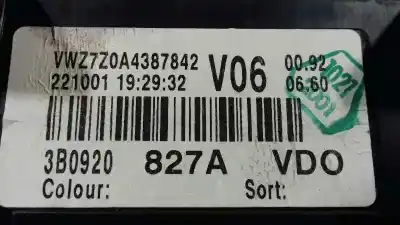 VWZ7Z0A4387842 V06 00.92
221001 19:29:32 06.60
3B0920 827A VDO
Colour: Sort: